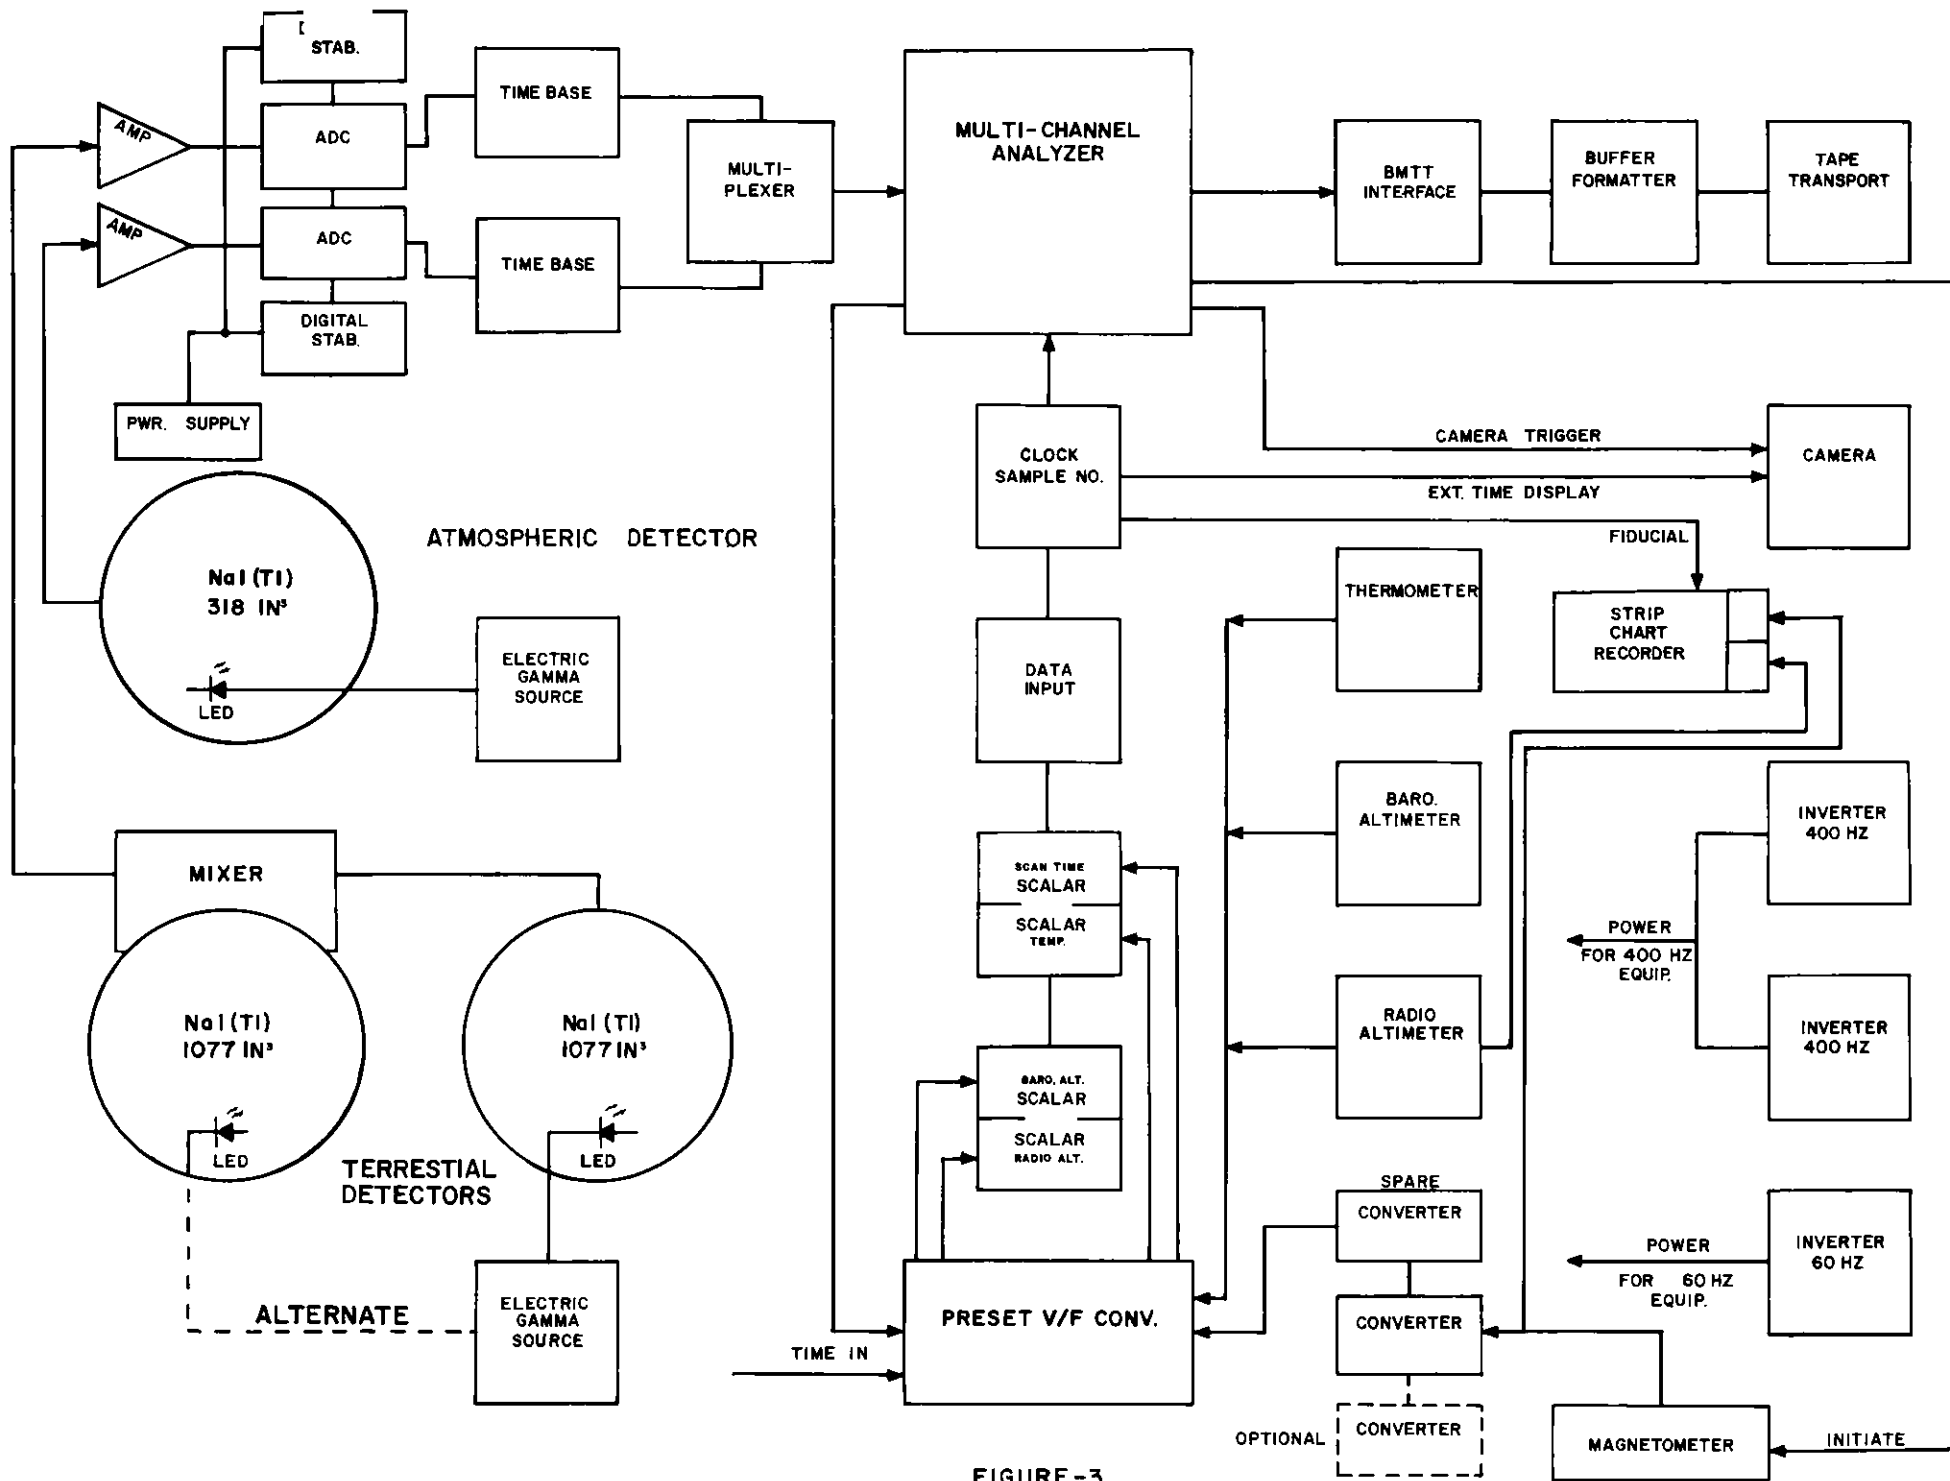 STAB.
AMP
ADC
TIME BASE
MULTI-
PLEXER
MULTI-CHANNEL
ANALYZER
BMTT
INTERFACE
BUFFER
FORMATTER
TAPE
TRANSPORT
AMP
ADC
TIME BASE
DIGITAL
STAB.
PWR. SUPPLY
CLOCK
SAMPLE NO.
CAMERA TRIGGER
EXT. TIME DISPLAY
CAMERA
FIDUCIAL
ATMOSPHERIC DETECTOR
NaI (Tl)
318 IN³
LED
ELECTRIC
GAMMA
SOURCE
DATA
INPUT
THERMOMETER
STRIP
CHART
RECORDER
BARO.
ALTIMETER
INVERTER
400 HZ
MIXER
SCAN TIME
SCALAR
SCALAR
TEMP.
POWER
FOR 400 HZ
EQUIP.
NaI (Tl)
1077 IN³
LED
NaI (Tl)
1077 IN³
LED
TERRESTIAL
DETECTORS
RADIO
ALTIMETER
INVERTER
400 HZ
BARO. ALT.
SCALAR
SCALAR
RADIO ALT.
SPARE
CONVERTER
POWER
FOR 60 HZ
EQUIP.
INVERTER
60 HZ
ALTERNATE
ELECTRIC
GAMMA
SOURCE
PRESET V/F CONV.
TIME IN
CONVERTER
OPTIONAL
CONVERTER
MAGNETOMETER
INITIATE
FIGURE-3